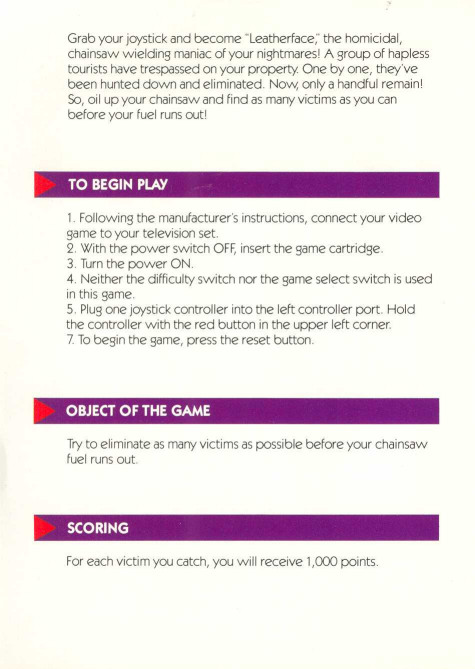 Grab your joystick and become "Leatherface," the homicidal,
chainsaw wielding maniac of your nightmares! A group of hapless
tourists have trespassed on your property. One by one, they've
been hunted down and eliminated. Now, only a handful remain!
So, oil up your chainsaw and find as many victims as you can
before your fuel runs out!
TO BEGIN PLAY
1. Following the manufacturer's instructions, connect your video
game to your television set.
2. With the power switch OFF, insert the game cartridge.
3. Turn the power ON.
4. Neither the difficulty switch nor the game select switch is used
in this game.
5. Plug one joystick controller into the left controller port. Hold
the controller with the red button in the upper left corner.
7. To begin the game, press the reset button.
OBJECT OF THE GAME
Try to eliminate as many victims as possible before your chainsaw
fuel runs out.
SCORING
For each victim you catch, you will receive 1,000 points.